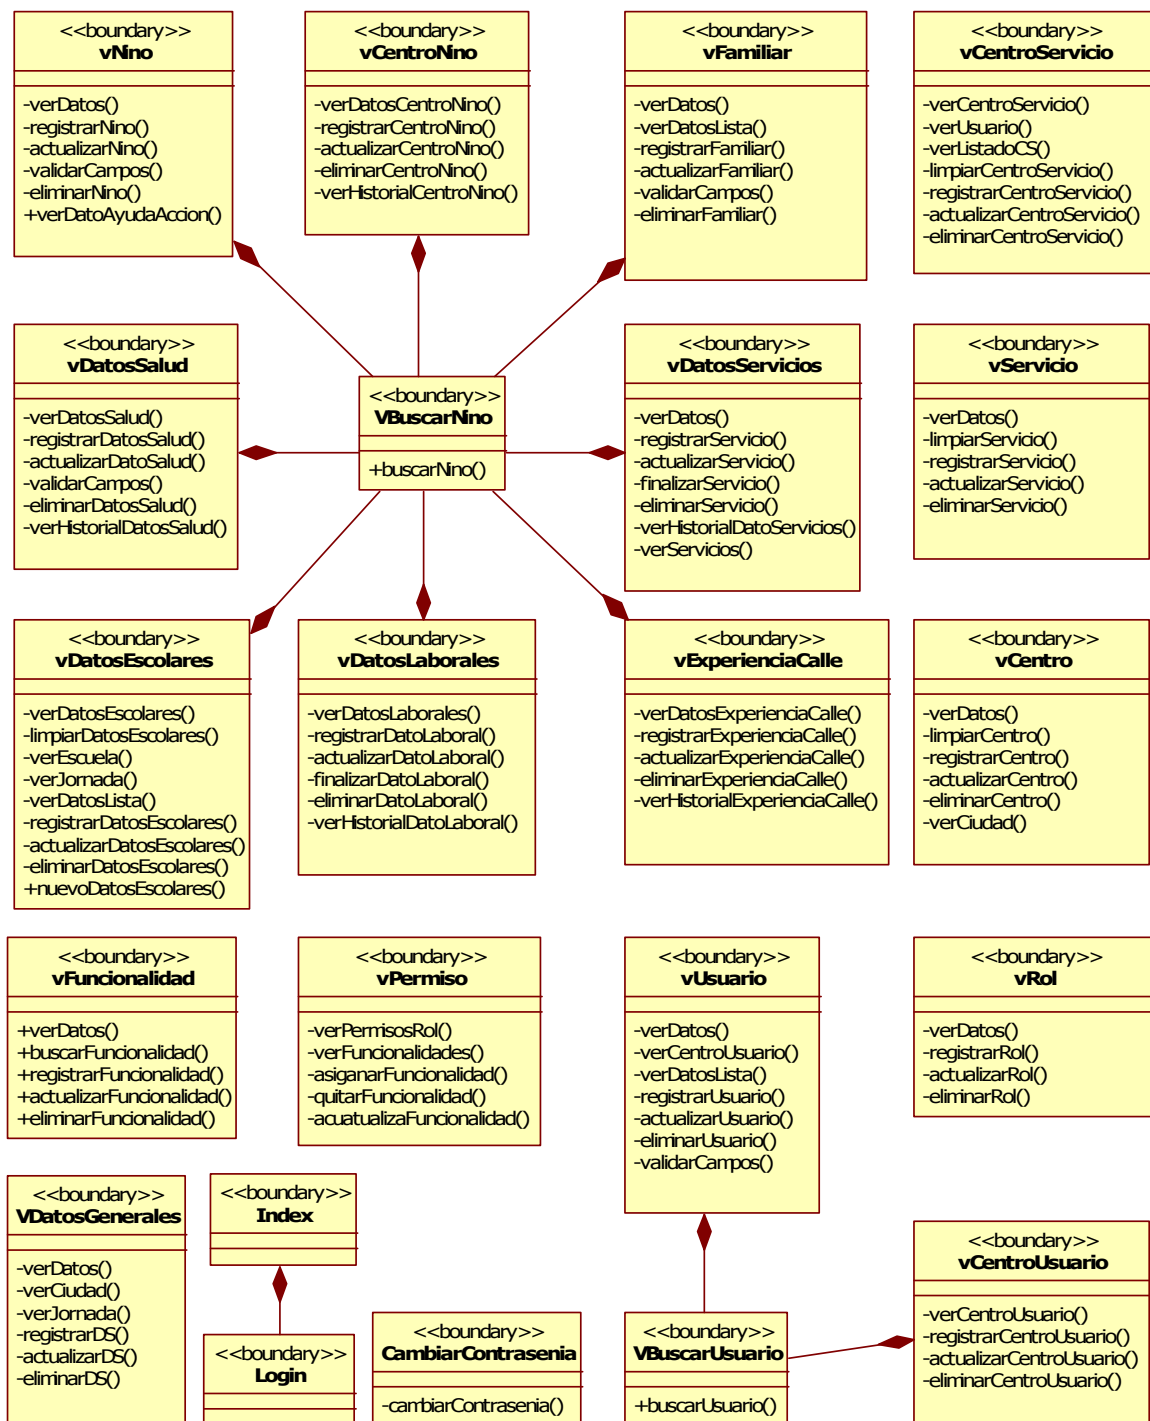 <<boundary>>
vNino
-verDatos()
-registrarNino()
-actualizarNino()
-validarCampos()
-eliminarNino()
+verDatoAyudaAccion()
<<boundary>>
vCentroNino
-verDatosCentroNino()
-registrarCentroNino()
-actualizarCentroNino()
-eliminarCentroNino()
-verHistorialCentroNino()
<<boundary>>
vFamiliar
-verDatos()
-verDatosLista()
-registrarFamiliar()
-actualizarFamiliar()
-validarCampos()
-eliminarFamiliar()
<<boundary>>
vCentroServicio
-verCentroServicio()
-verUsuario()
-verListadoCS()
-limpiarCentroServicio()
-registrarCentroServicio()
-actualizarCentroServicio()
-eliminarCentroServicio()
<<boundary>>
vDatosSalud
-verDatosSalud()
-registrarDatosSalud()
-actualizarDatoSalud()
-validarCampos()
-eliminarDatosSalud()
-verHistorialDatosSalud()
<<boundary>>
VBuscarNino
+buscarNino()
<<boundary>>
vDatosServicios
-verDatos()
-registrarServicio()
-actualizarServicio()
-finalizarServicio()
-eliminarServicio()
-verHistorialDatoServicios()
-verServicios()
<<boundary>>
vServicio
-verDatos()
-limpiarServicio()
-registrarServicio()
-actualizarServicio()
-eliminarServicio()
<<boundary>>
vDatosEscolares
-verDatosEscolares()
-limpiarDatosEscolares()
-verEscuela()
-verJornada()
-verDatosLista()
-registrarDatosEscolares()
-actualizarDatosEscolares()
-eliminarDatosEscolares()
+nuevoDatosEscolares()
<<boundary>>
vDatosLaborales
-verDatosLaborales()
-registrarDatoLaboral()
-actualizarDatoLaboral()
-finalizarDatoLaboral()
-eliminarDatoLaboral()
-verHistorialDatoLaboral()
<<boundary>>
vExperienciaCalle
-verDatosExperienciaCalle()
-registrarExperienciaCalle()
-actualizarExperienciaCalle()
-eliminarExperienciaCalle()
-verHistorialExperienciaCalle()
<<boundary>>
vCentro
-verDatos()
-limpiarCentro()
-registrarCentro()
-actualizarCentro()
-eliminarCentro()
-verCiudad()
<<boundary>>
vFuncionalidad
+verDatos()
+buscarFuncionalidad()
+registrarFuncionalidad()
+actualizarFuncionalidad()
+eliminarFuncionalidad()
<<boundary>>
vPermiso
-verPermisosRol()
-verFuncionalidades()
-asiganarFuncionalidad()
-quitarFuncionalidad()
-acuatualizaFuncionalidad()
<<boundary>>
vUsuario
-verDatos()
-verCentroUsuario()
-verDatosLista()
-registrarUsuario()
-actualizarUsuario()
-eliminarUsuario()
-validarCampos()
<<boundary>>
vRol
-verDatos()
-registrarRol()
-actualizarRol()
-eliminarRol()
<<boundary>>
VDatosGenerales
-verDatos()
-verCiudad()
-verJornada()
-registrarDS()
-actualizarDS()
-eliminarDS()
<<boundary>>
Index
<<boundary>>
Login
<<boundary>>
CambiarContrasenia
-cambiarContrasenia()
<<boundary>>
VBuscarUsuario
+buscarUsuario()
<<boundary>>
vCentroUsuario
-verCentroUsuario()
-registrarCentroUsuario()
-actualizarCentroUsuario()
-eliminarCentroUsuario()